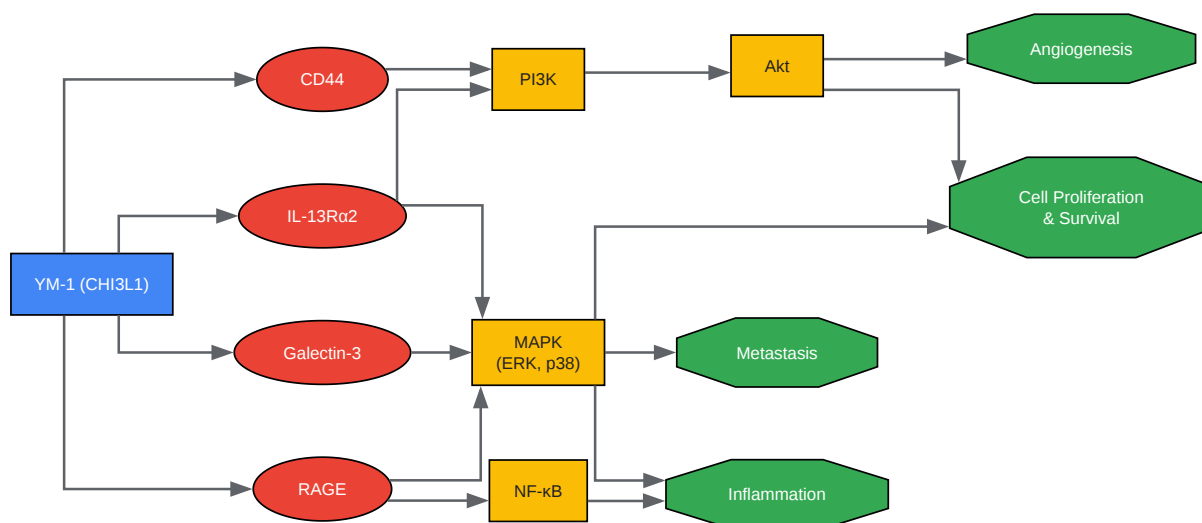 CD44
PI3K
Akt
Angiogenesis
IL-13Rα2
Cell Proliferation
& Survival
YM-1 (CHI3L1)
Galectin-3
MAPK
(ERK, p38)
Metastasis
RAGE
NF-κB
Inflammation